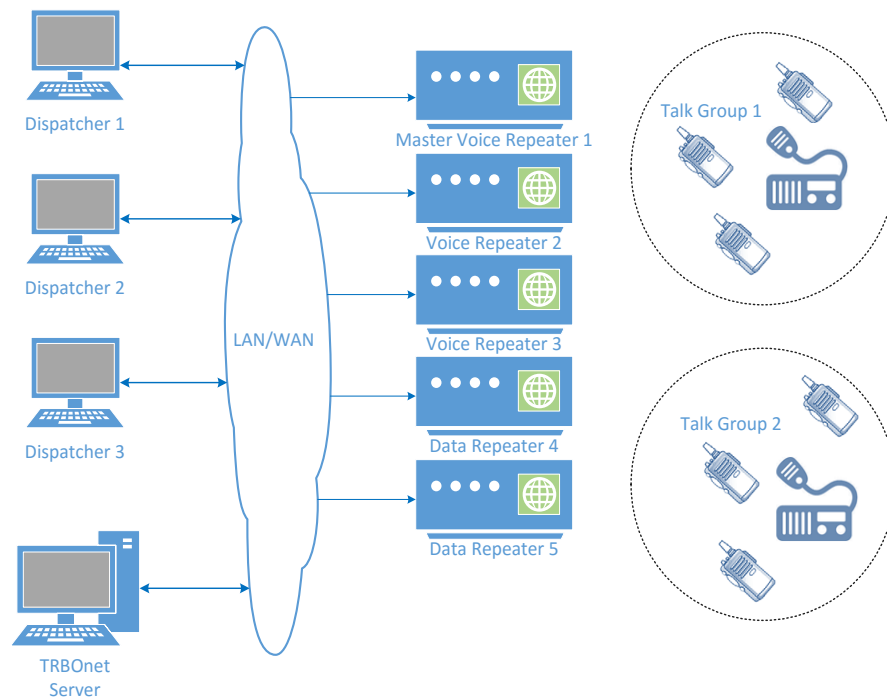 Dispatcher 1
Dispatcher 2
Dispatcher 3
TRBOnet
Server
LAN/WAN
Master Voice Repeater 1
Voice Repeater 2
Voice Repeater 3
Data Repeater 4
Data Repeater 5
Talk Group 1
Talk Group 2